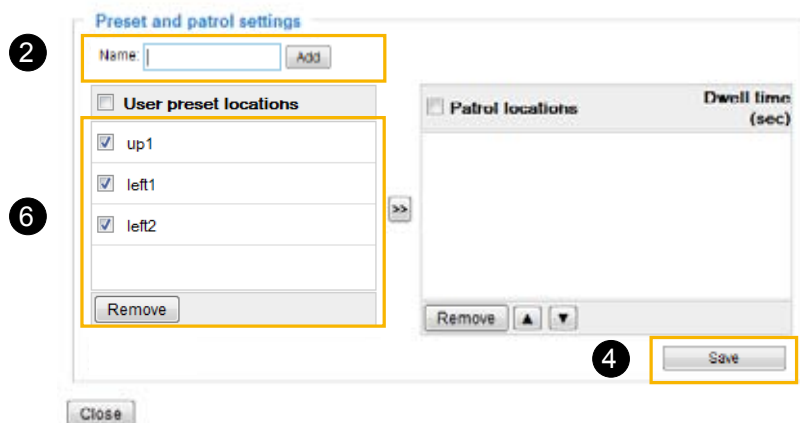 Preset and patrol settings
2
Name: Add
User preset locations
up1
left1
left2
6
Remove
>>
Patrol locations
Dwell time
(sec)
Remove ▲ ▼
4
Save
Close